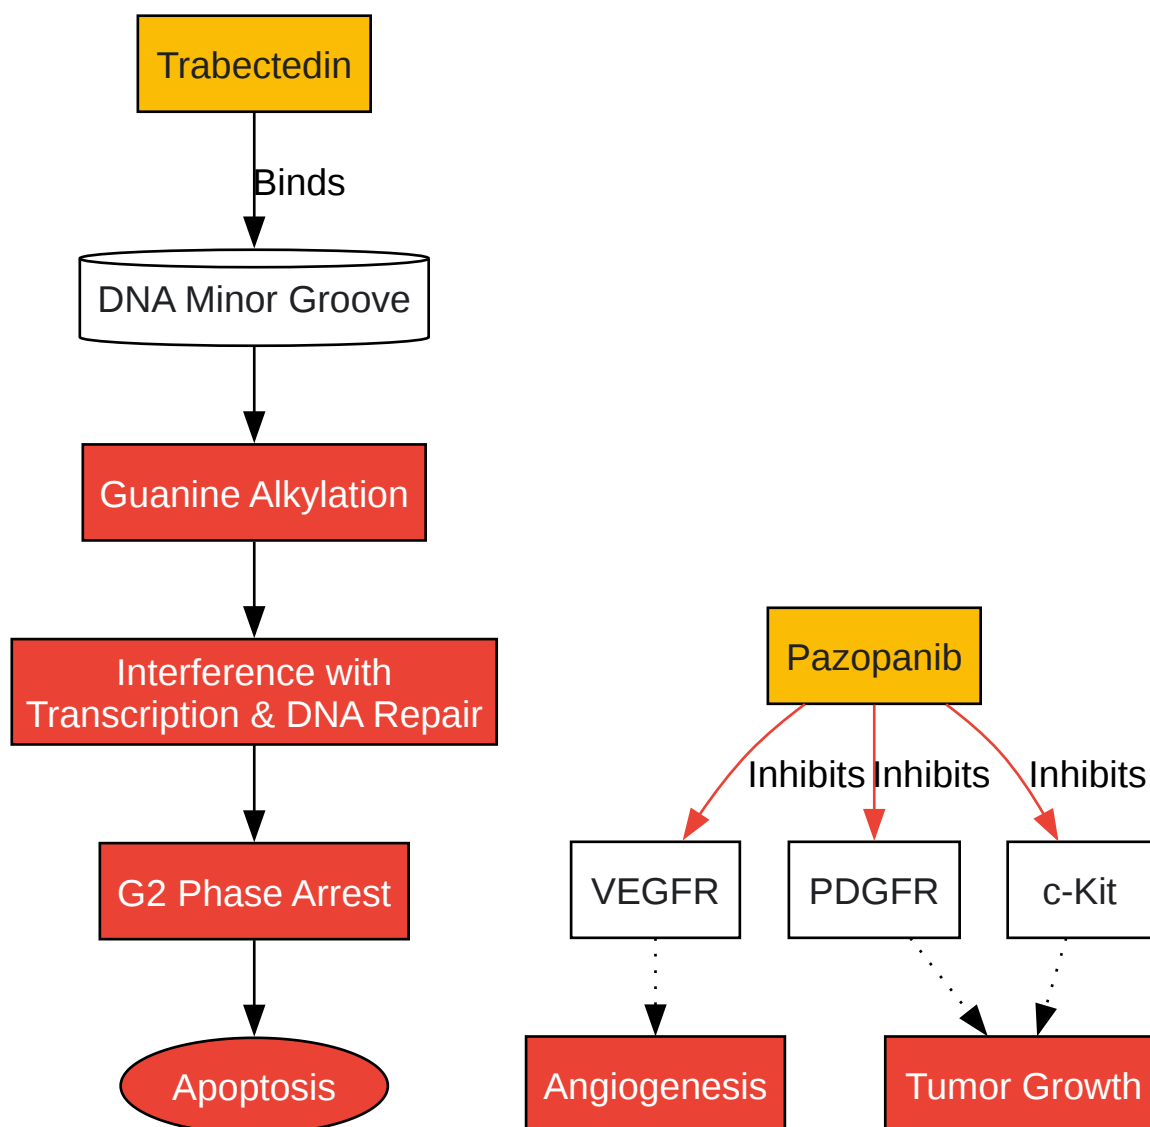 Trabectedin
Binds
DNA Minor Groove
Guanine Alkylation
Interference with
Transcription & DNA Repair
G2 Phase Arrest
Apoptosis
Pazopanib
Inhibits
Inhibits
Inhibits
VEGFR
PDGFR
c-Kit
Angiogenesis
Tumor Growth